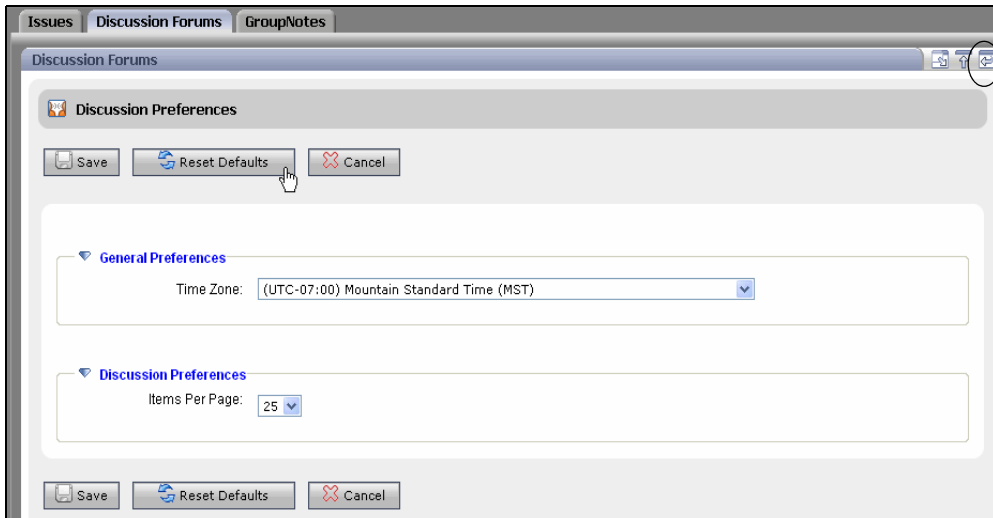 Issues Discussion Forums GroupNotes
Discussion Forums
Discussion Preferences
Save Reset Defaults Cancel
General Preferences
Time Zone: (UTC-07:00) Mountain Standard Time (MST)
Discussion Preferences
Items Per Page: 25
Save Reset Defaults Cancel